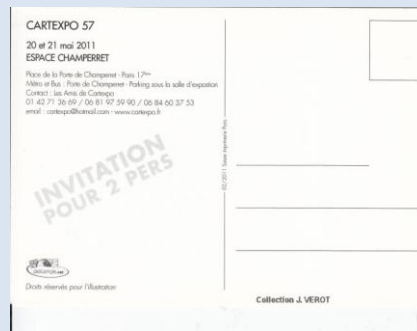 CARTEXPO 57
20 et 21 mai 2011
ESPACE CHAMPERRET
Place de la Porte de Champerret - Paris 17ème
Métro et Bus : Porte de Champerret - Parking sous la salle d'exposition
Contact : Les Amis de Cartexpo
01 42 71 36 69 / 06 81 97 59 90 / 06 84 60 37 53
email : cartexpo@hotmail.com - www.cartexpo.fr
INVITATION
POUR 2 PERS
Droits réservés pour l'illustration
02/2011 Paris
Collection J. VEROT